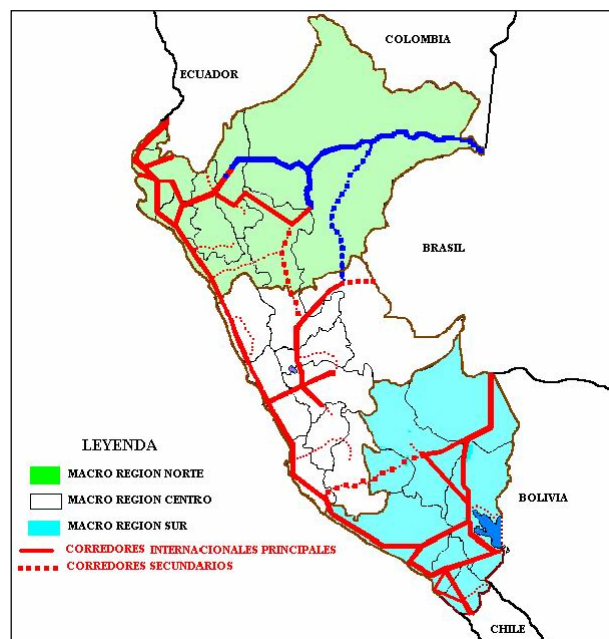 COLOMBIA
ECUADOR
BRASIL
LEYENDA
MACRO REGION NORTE
MACRO REGION CENTRO
MACRO REGION SUR
CORREDORES INTERNACIONALES PRINCIPALES
CORREDORES SECUNDARIOS
BOLIVIA
CHILE